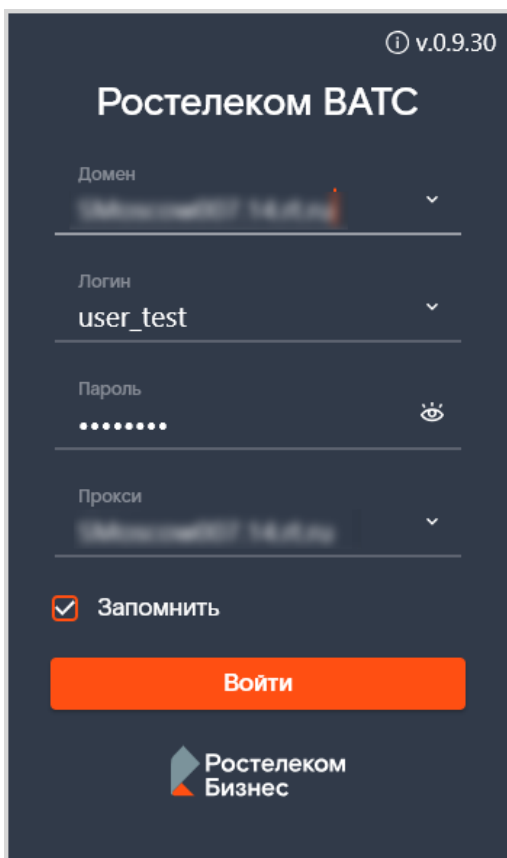 v.0.9.30
Ростелеком ВАТС
Домен
Логин
user_test
Пароль
Прокси
Запомнить
Войти
Ростелеком
Бизнес